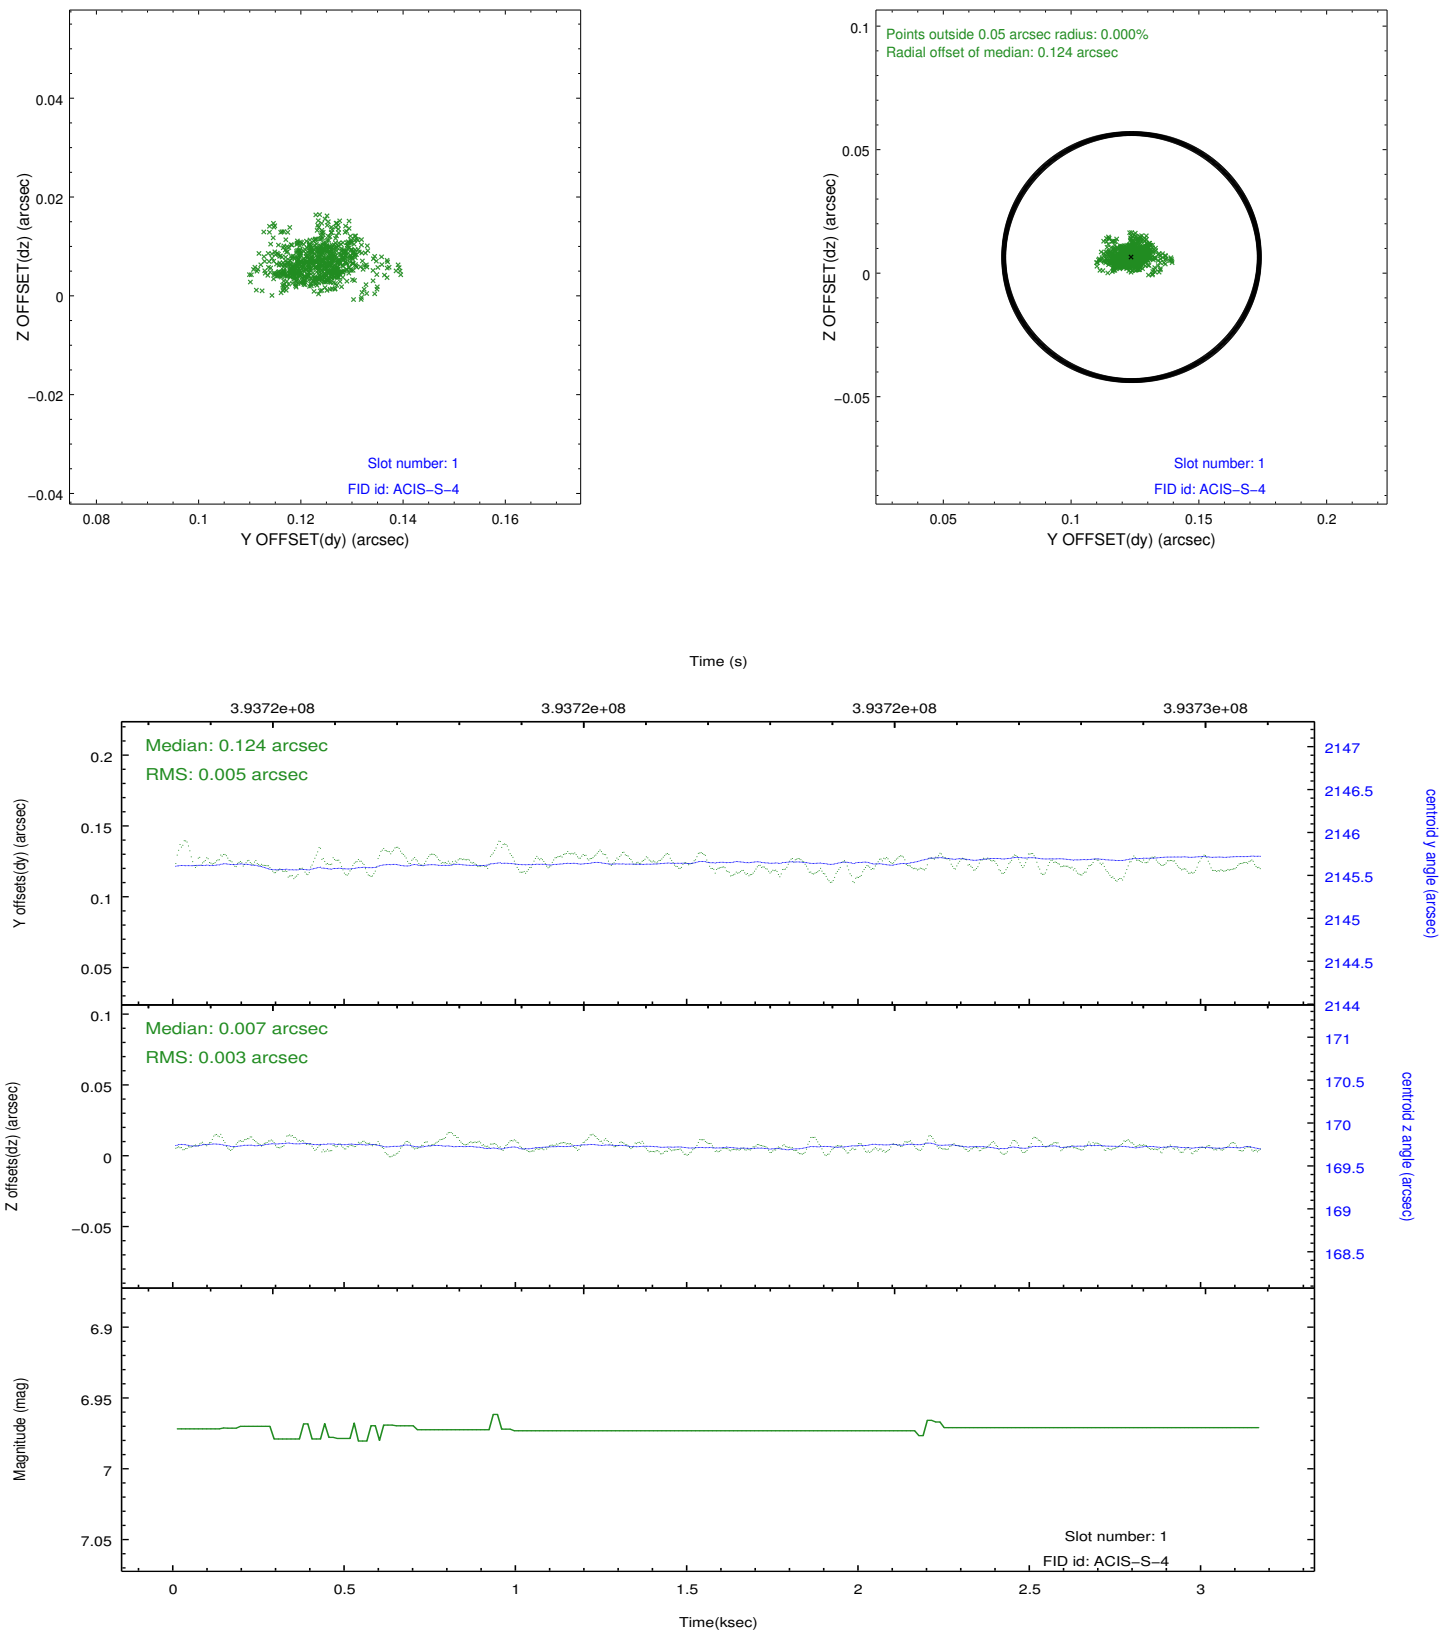 0.04
0.02
0
−0.02
−0.04
Z OFFSET(dz) (arcsec)
Slot number: 1
FID id: ACIS−S−4
0.08
0.1
0.12
0.14
0.16
Y OFFSET(dy) (arcsec)
Points outside 0.05 arcsec radius: 0.000%
Radial offset of median: 0.124 arcsec
0.1
0.05
0
−0.05
Z OFFSET(dz) (arcsec)
Slot number: 1
FID id: ACIS−S−4
0.05
0.1
0.15
0.2
Y OFFSET(dy) (arcsec)
Time (s)
3.9372e+08
3.9372e+08
3.9372e+08
3.9373e+08
Median: 0.124 arcsec
RMS: 0.005 arcsec
0.2
0.15
0.1
0.05
Y offsets(dy) (arcsec)
2147
2146.5
2146
2145.5
2145
2144.5
2144
centroid y angle (arcsec)
Median: 0.007 arcsec
RMS: 0.003 arcsec
0.1
0.05
0
−0.05
Z offsets(dz) (arcsec)
171
170.5
170
169.5
169
168.5
centroid z angle (arcsec)
6.9
6.95
7
7.05
Magnitude (mag)
Slot number: 1
FID id: ACIS−S−4
0
0.5
1
1.5
2
2.5
3
Time(ksec)